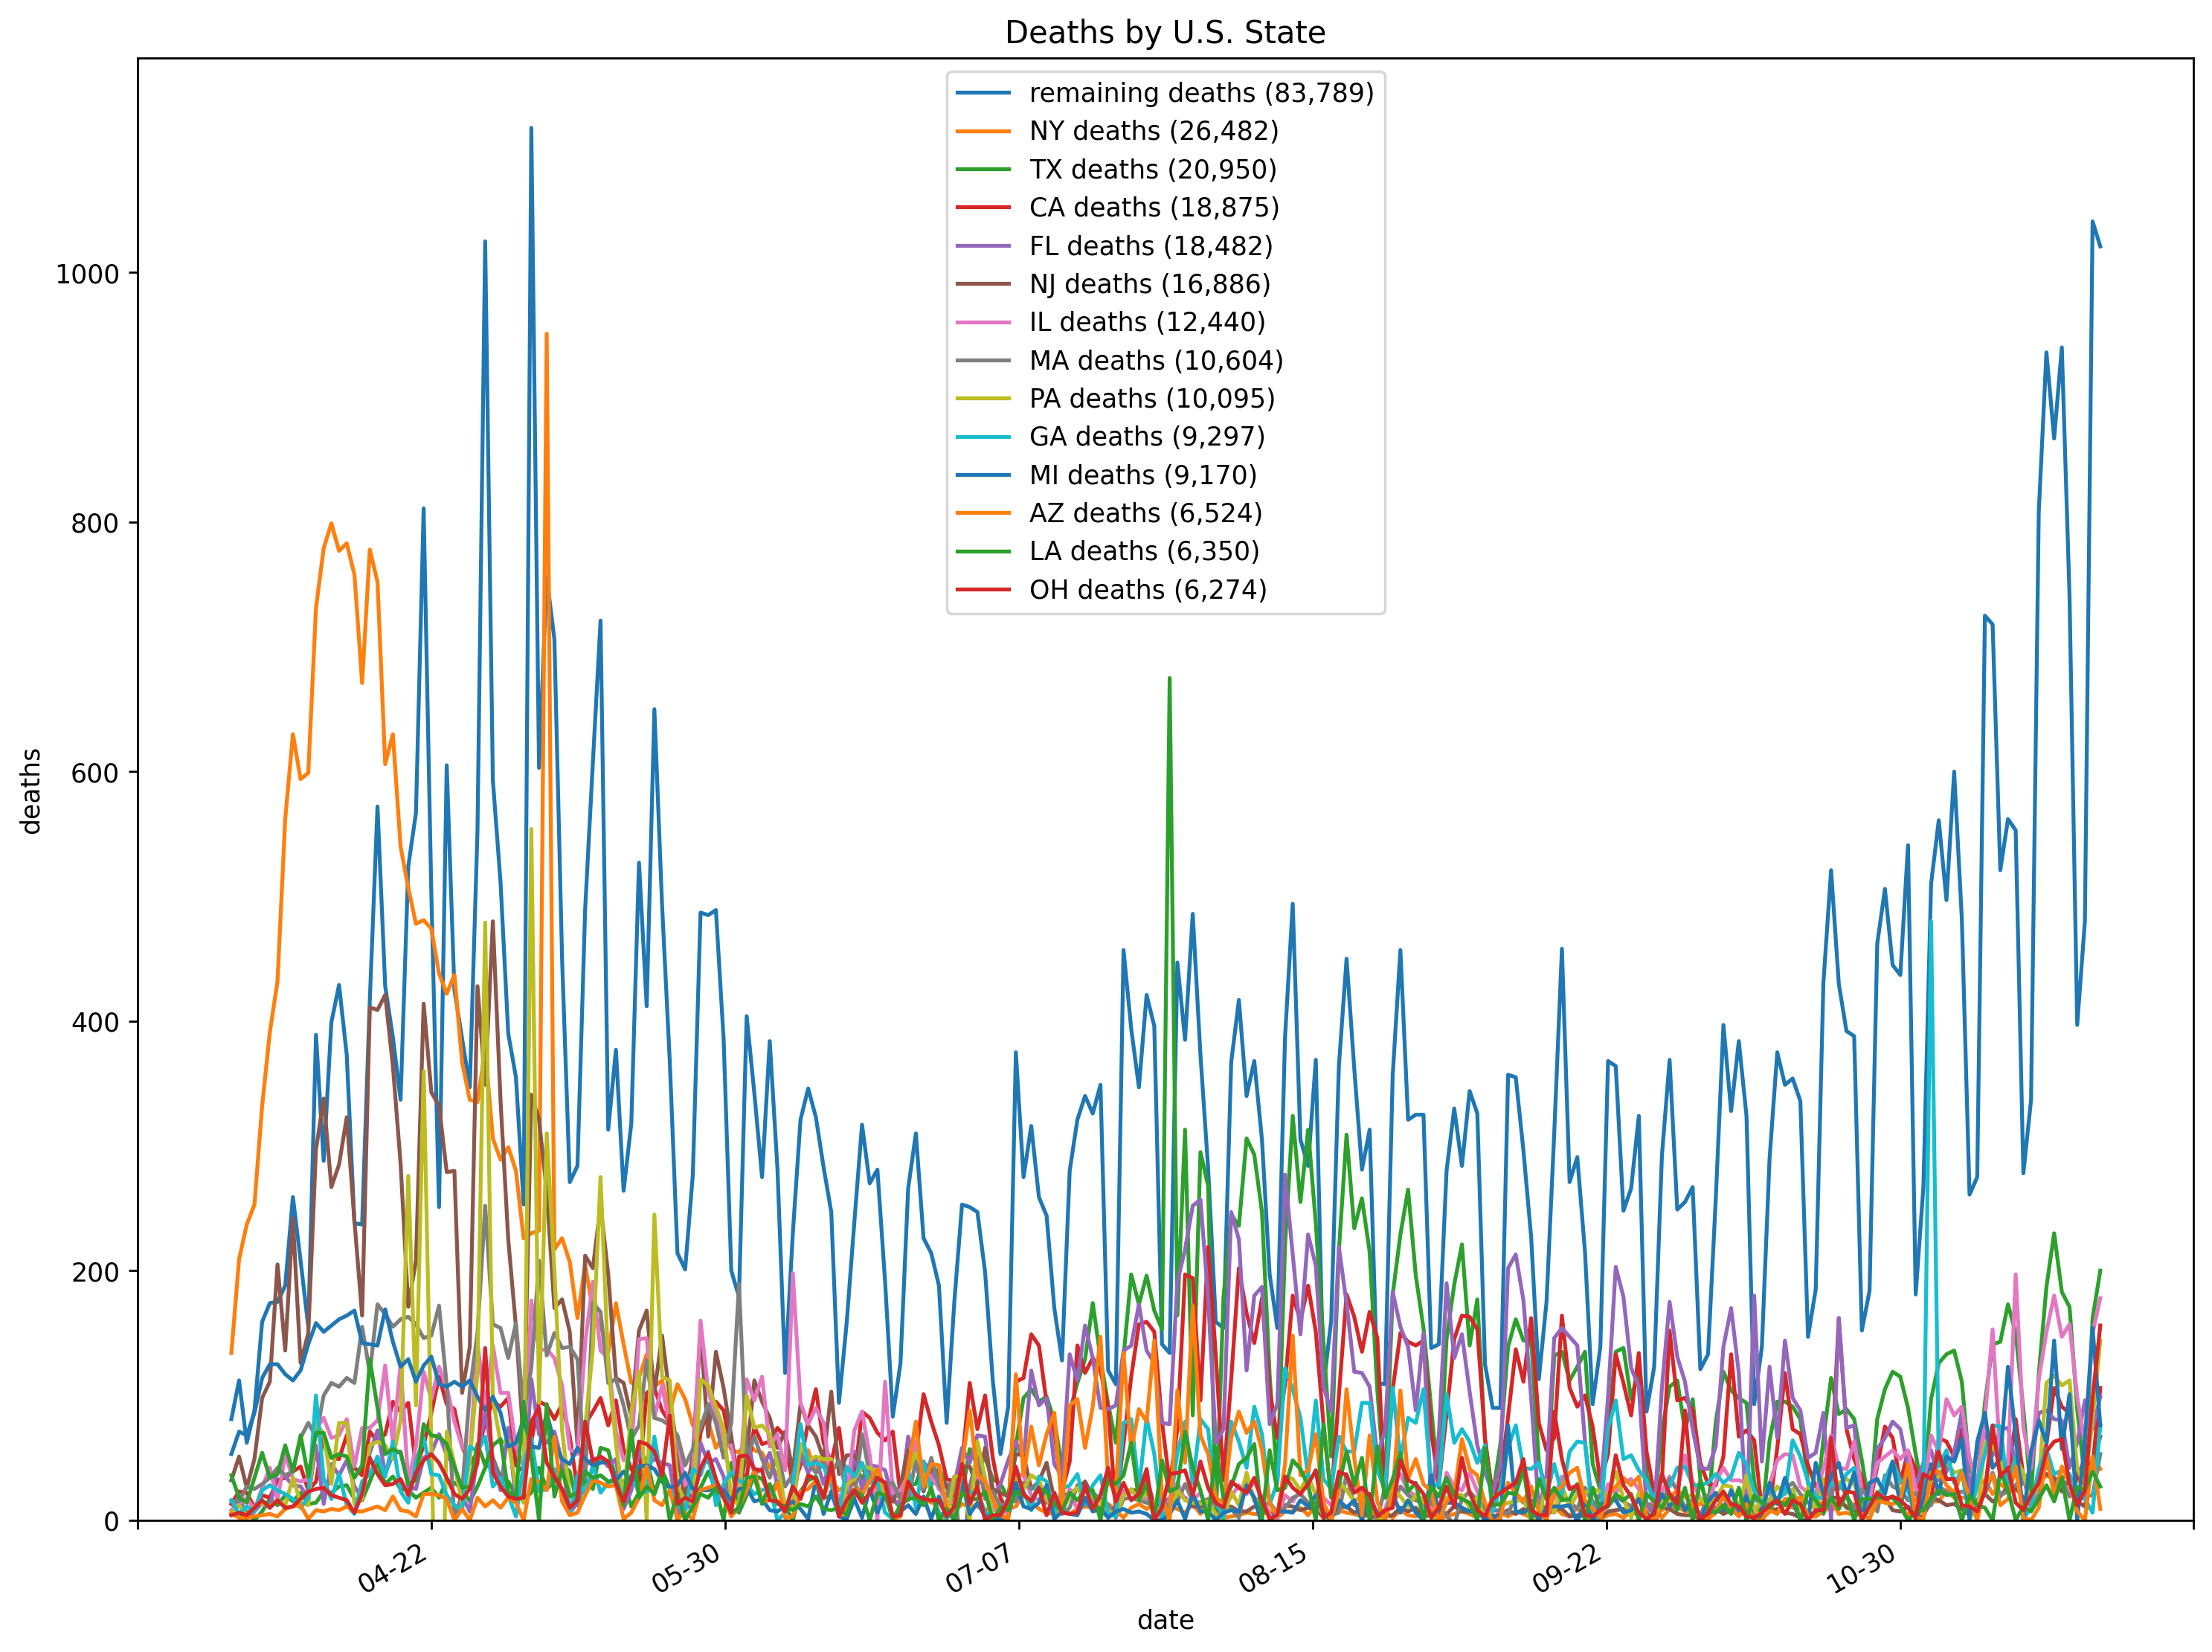 Deaths by U.S. State
remaining deaths (83,789)
NY deaths (26,482)
TX deaths (20,950)
CA deaths (18,875)
FL deaths (18,482)
NJ deaths (16,886)
IL deaths (12,440)
MA deaths (10,604)
PA deaths (10,095)
GA deaths (9,297)
MI deaths (9,170)
AZ deaths (6,524)
LA deaths (6,350)
OH deaths (6,274)
1000
800
600
400
200
0
deaths
04-22
05-30
07-07
08-15
09-22
10-30
date